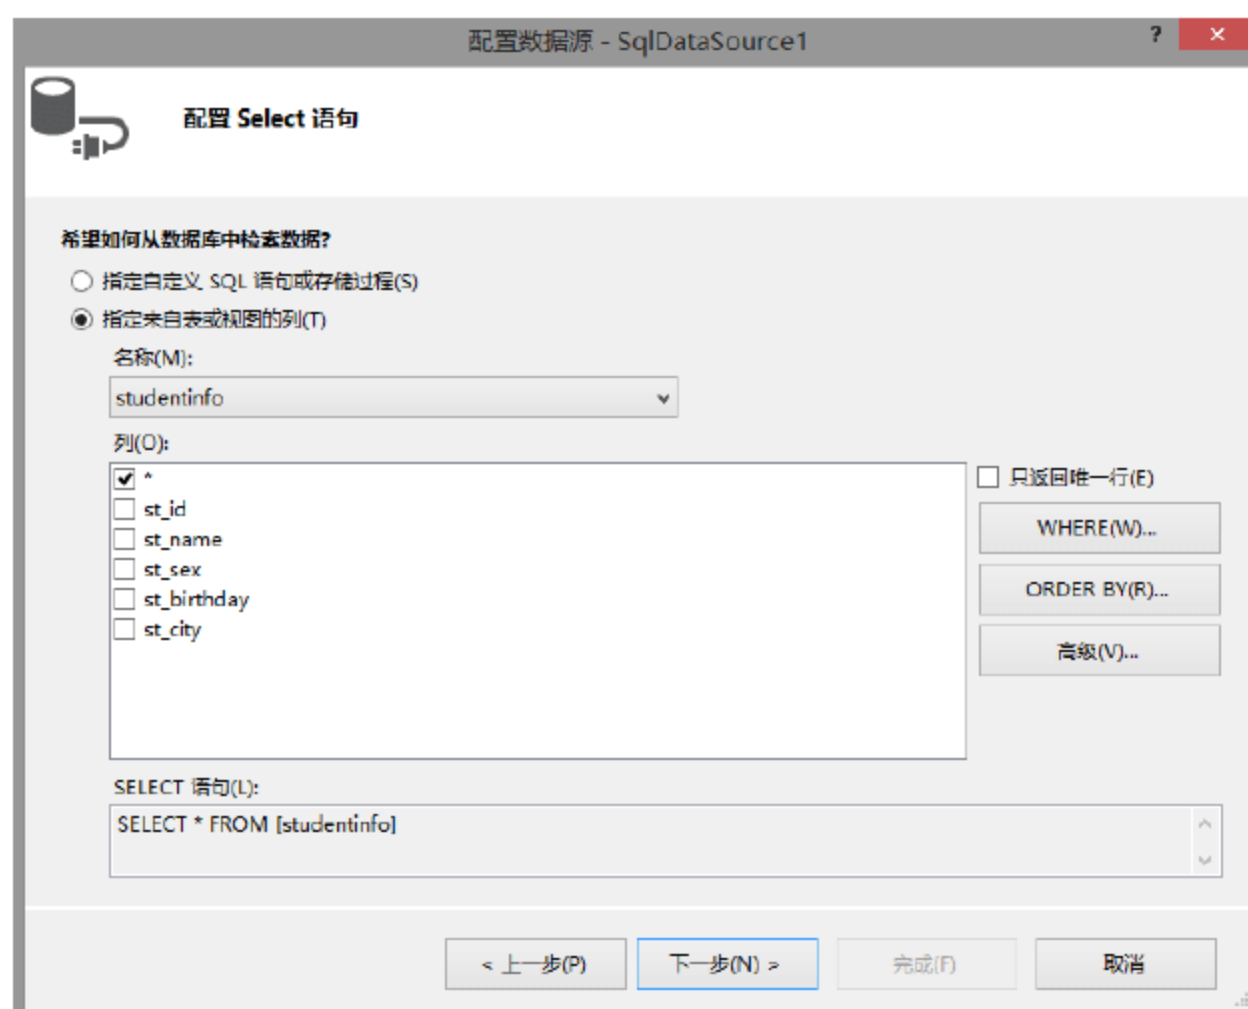 配置数据源 - SqlDataSource1
?
配置 Select 语句
希望如何从数据库中检索数据?
指定自定义 SQL 语句或存储过程(S)
指定来自表或视图的列(T)
名称(M):
studentinfo
列(O):
*
只返回唯一行(E)
st_id
WHERE(W)...
st_name
st_sex
ORDER BY(R)...
st_birthday
st_city
高级(V)...
SELECT 语句(L):
SELECT * FROM [studentinfo]
< 上一步(P)
下一步(N) >
完成(F)
取消